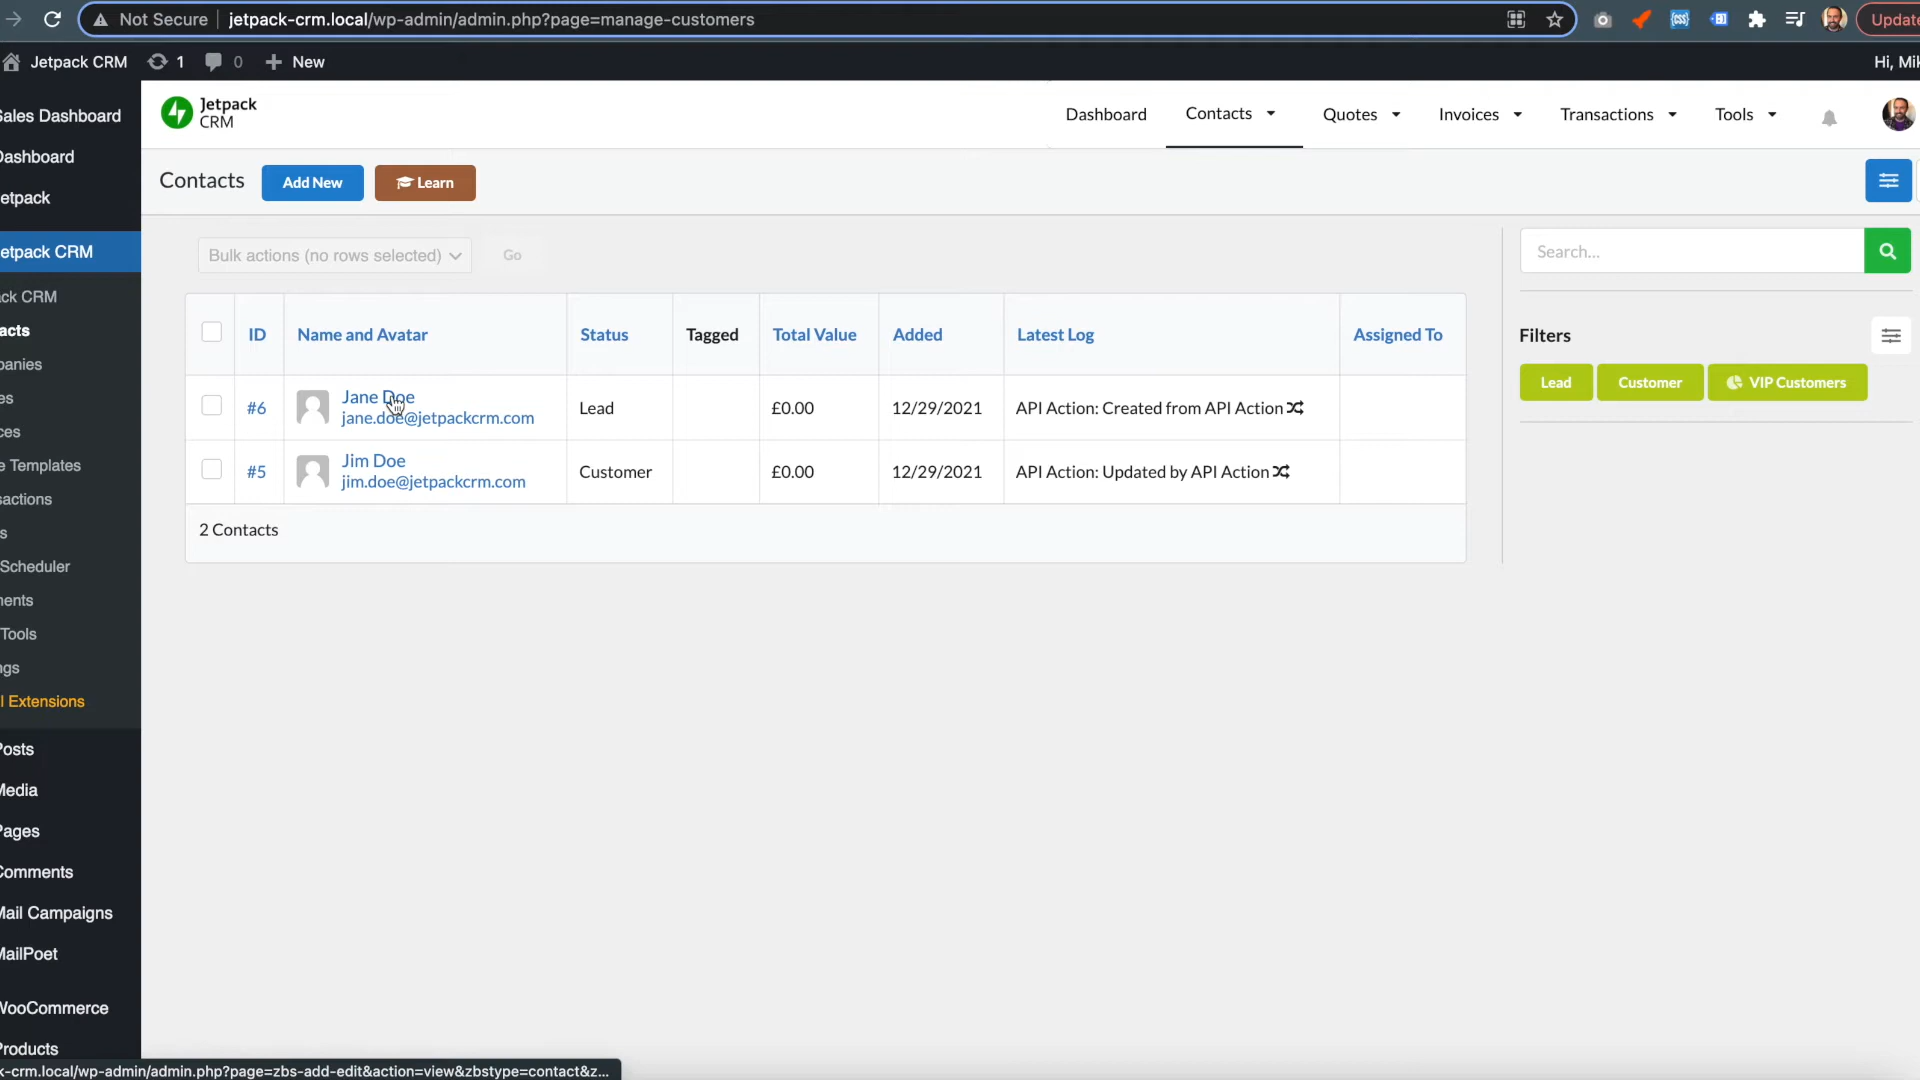 Not Secure jetpack-crm.local/wp-admin/admin.php?page=manage-customers
Update
Jetpack CRM 1 0 New
Hi, Mik
Jetpack CRM
Dashboard Contacts Quotes Invoices Transactions Tools
Contacts Add New Learn
Bulk actions (no rows selected) Go
Search...
ID Name and Avatar Status Tagged Total Value Added Latest Log Assigned To
#6 Jane Doe Lead £0.00 12/29/2021 API Action: Created from API Action
jane.doe@jetpackcrm.com
#5 Jim Doe Customer £0.00 12/29/2021 API Action: Updated by API Action
jim.doe@jetpackcrm.com
2 Contacts
Filters
Lead Customer VIP Customers
Sales Dashboard
Dashboard
etpack
etpack CRM
ck CRM
acts
panies
es
ces
e Templates
sactions
s
Scheduler
nents
Tools
ngs
l Extensions
Posts
Media
Pages
Comments
Mail Campaigns
MailPoet
WooCommerce
Products
k-crm.local/wp-admin/admin.php?page=zbs-add-edit&action=view&zbstype=contact&z...